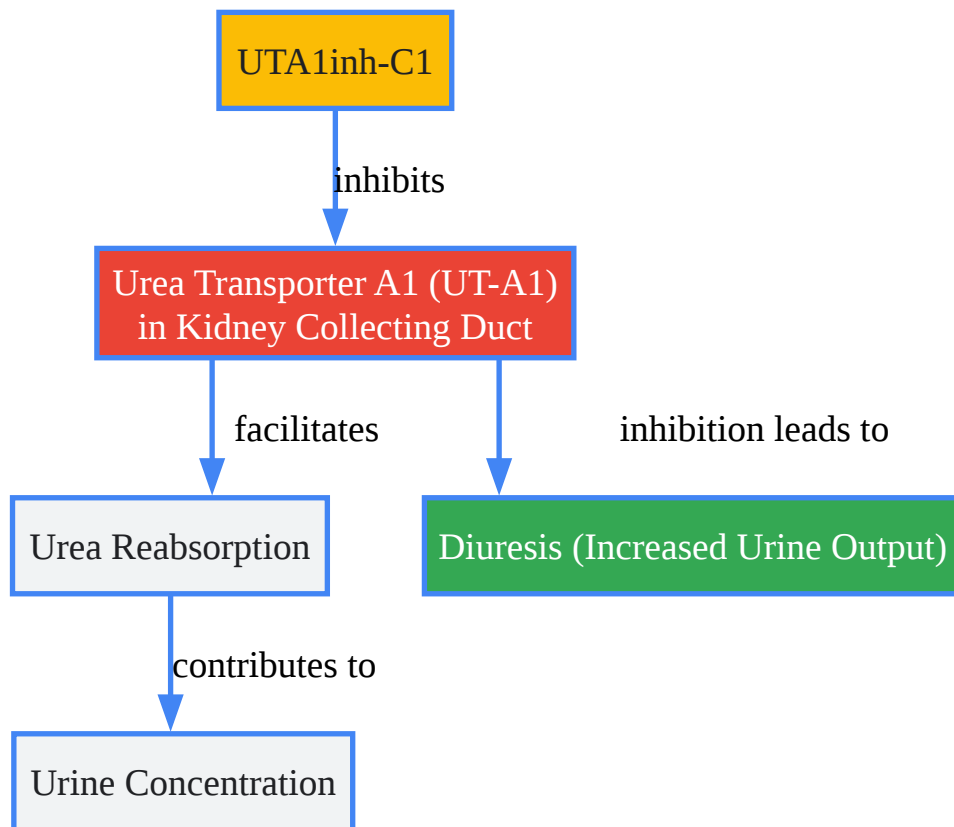 UTA1inh-C1
inhibits
Urea Transporter A1 (UT-A1)
in Kidney Collecting Duct
facilitates
inhibition leads to
Urea Reabsorption
Diuresis (Increased Urine Output)
contributes to
Urine Concentration